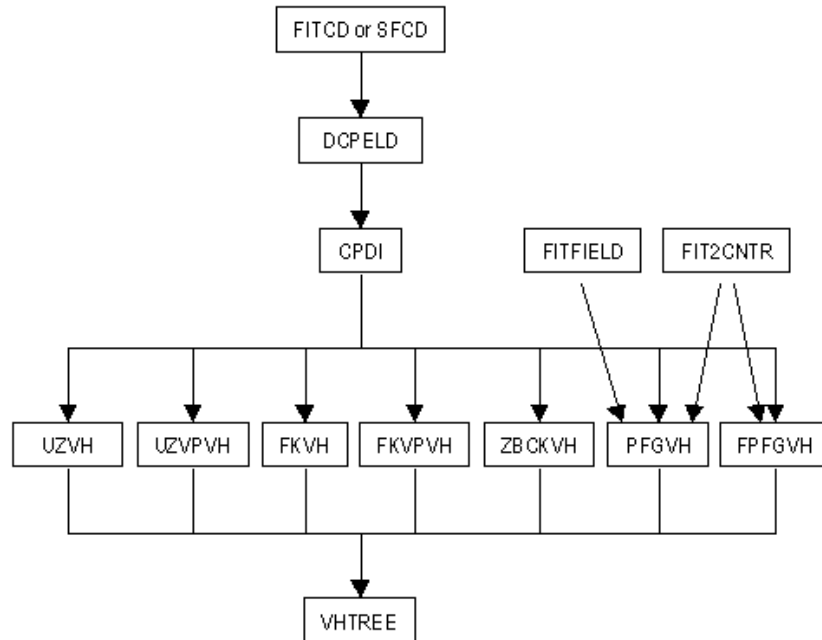 FITCD or SFCD
DCPELD
CPDI
FITFIELD
FIT2CNTR
UZVH
UZVPVH
FKVH
FKVPVH
ZBCKVH
PFGVH
FPFGVH
VHTREE